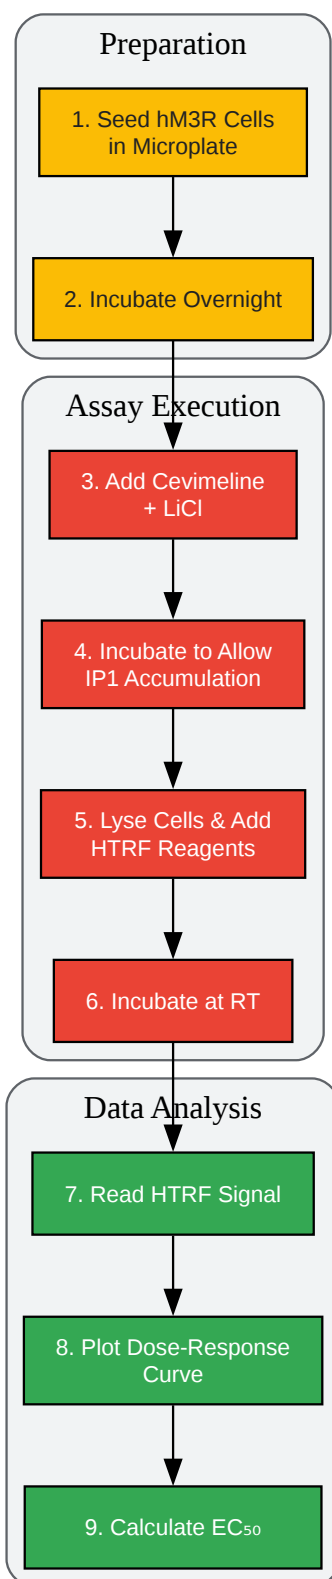 Preparation
1. Seed hM3R Cells
in Microplate
2. Incubate Overnight
Assay Execution
3. Add Cevimeline
+ LiCl
4. Incubate to Allow
IP1 Accumulation
5. Lyse Cells & Add
HTRF Reagents
6. Incubate at RT
Data Analysis
7. Read HTRF Signal
8. Plot Dose-Response
Curve
9. Calculate EC₅₀